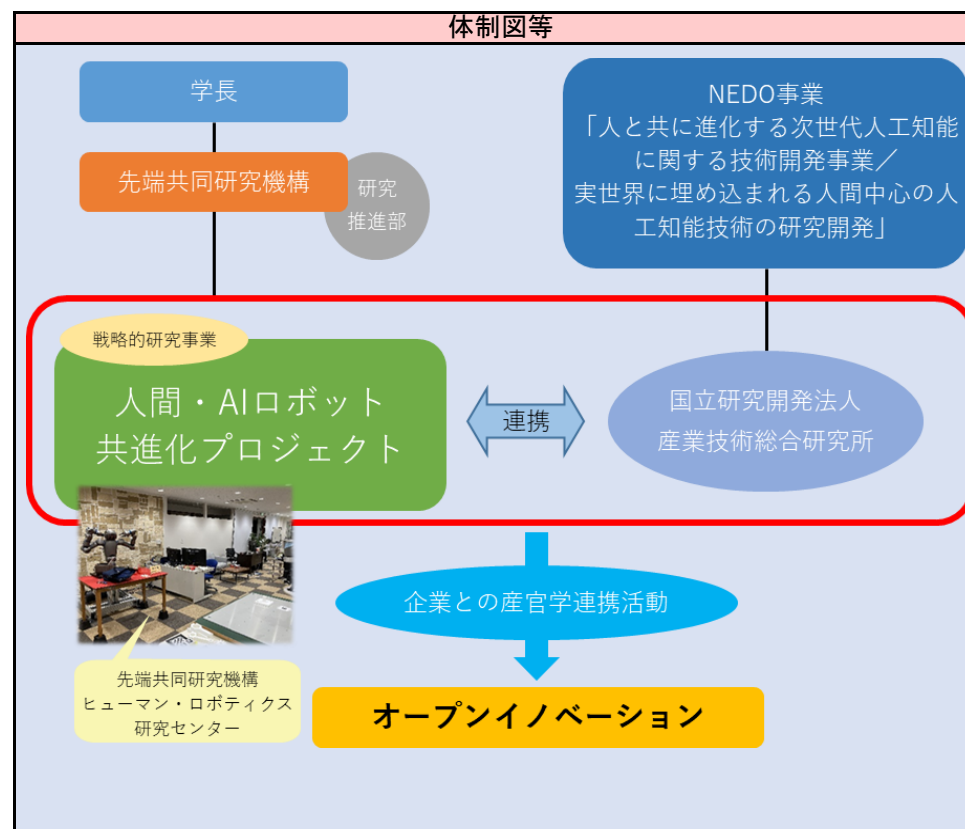 体制図等
学長
先端共同研究機構
研究
推進部
NEDO事業
「人と共に進化する次世代人工知能
に関する技術開発事業／
実世界に埋め込まれる人間中心の人
工知能技術の研究開発」
戦略的研究事業
人間・AIロボット
共進化プロジェクト
連携
国立研究開発法人
産業技術総合研究所
企業との産官学連携活動
先端共同研究機構
ヒューマン・ロボティクス
研究センター
オープンイノベーション